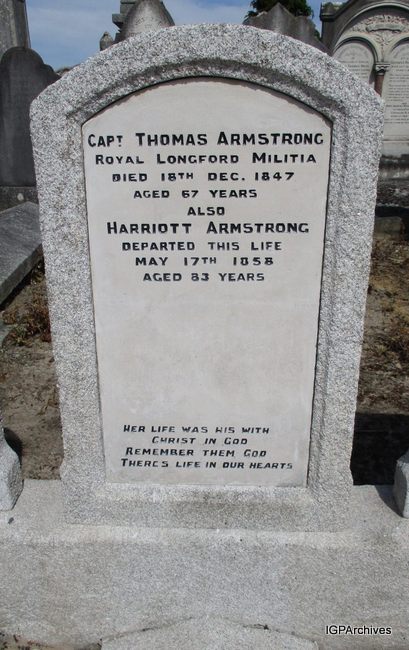 Capt Thomas Armstrong
Royal Longford Militia
Died 18th Dec. 1847
Aged 67 years
Also
Harriott Armstrong
Departed this life
May 17th 1858
Aged 83 years
Her life was his with
Christ in God
Remember them God
Theres life in our hearts
IGPArchives